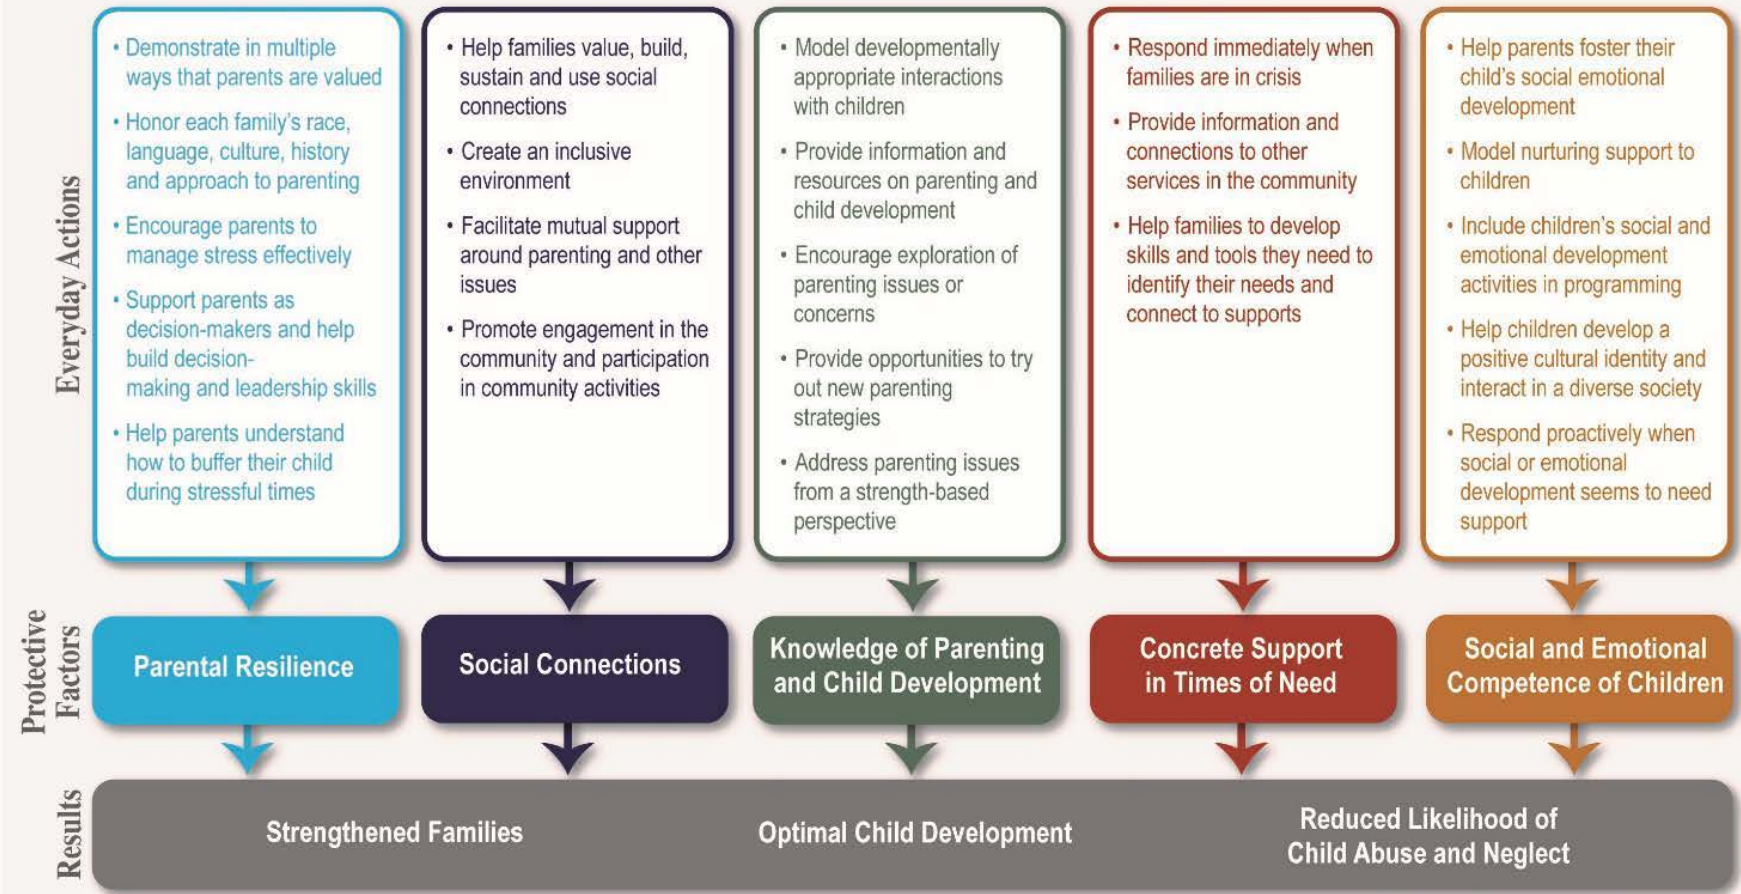 Everyday Actions
• Demonstrate in multiple
ways that parents are valued
• Honor each family's race,
language, culture, history
and approach to parenting
• Encourage parents to
manage stress effectively
• Support parents as
decision-makers and help
build decision-
making and leadership skills
• Help parents understand
how to buffer their child
during stressful times
• Help families value, build,
sustain and use social
connections
• Create an inclusive
environment
• Facilitate mutual support
around parenting and other
issues
• Promote engagement in the
community and participation
in community activities
• Model developmentally
appropriate interactions
with children
• Provide information and
resources on parenting and
child development
• Encourage exploration of
parenting issues or
concerns
• Provide opportunities to try
out new parenting
strategies
• Address parenting issues
from a strength-based
perspective
• Respond immediately when
families are in crisis
• Provide information and
connections to other
services in the community
• Help families to develop
skills and tools they need to
identify their needs and
connect to supports
• Help parents foster their
child's social emotional
development
• Model nurturing support to
children
• Include children's social and
emotional development
activities in programming
• Help children develop a
positive cultural identity and
interact in a diverse society
• Respond proactively when
social or emotional
development seems to need
support
Protective
Factors
Parental Resilience
Social Connections
Knowledge of Parenting
and Child Development
Concrete Support
in Times of Need
Social and Emotional
Competence of Children
Results
Strengthened Families
Optimal Child Development
Reduced Likelihood of
Child Abuse and Neglect